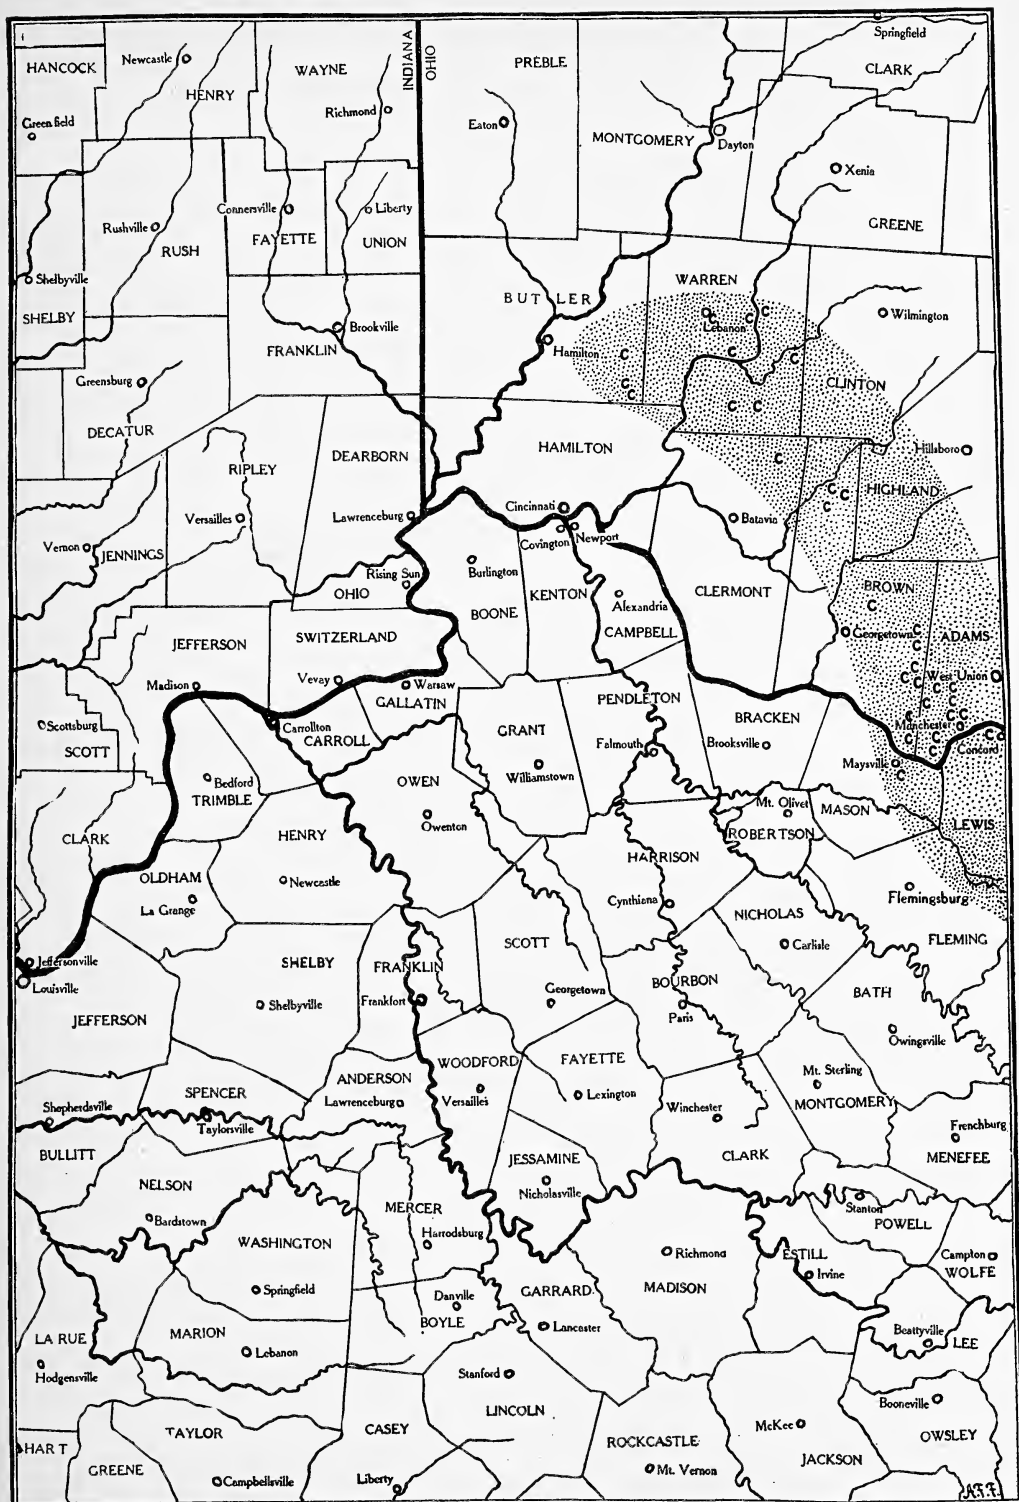 Springfield
HANCOCK
Newcastle
WAYNE
INDIANA
OHIO
PREBLE
CLARK
HENRY
Richmond
Greenfield
Eaton
MONTGOMERY
Dayton
Xenia
Connersville
Liberty
Rushville
RUSH
FAYETTE
UNION
GREENE
Shelbyville
WARREN
BUTLER
SHELBY
Brookville
Lebanon
Wilmington
FRANKLIN
Hamilton
Greensburg
CLINTON
DECATUR
DEARBORN
HAMILTON
Hillsboro
RIPLEY
HIGHLAND
Versailles
Lawrenceburg
Cincinnati
Batavia
Vernon
JENNINGS
Covington
Newport
Rising Sun
Burlington
OHIO
KENTON
CLERMONT
BROWN
BOONE
Alexandria
JEFFERSON
SWITZERLAND
CAMPBELL
Georgetown
ADAMS
Madison
Vevay
Warsaw
West Union
GALLATIN
PENDLETON
Scottsburg
Carrollton
GRANT
BRACKEN
Manchester
SCOTT
CARROLL
Falmouth
Brooksville
Concord
Bedford
OWEN
Williamstown
Maysville
TRIMBLE
Mt. Olivet
MASON
CLARK
HENRY
Owenton
ROBERTSON
LEWIS
HARRISON
OLDHAM
Newcastle
Flemingsburg
La Grange
Cynthiana
NICHOLAS
SCOTT
Carlisle
FLEMING
Jeffersonville
SHELBY
FRANKLIN
Louisville
BOURBON
BATH
Shelbyville
Frankfort
Georgetown
Paris
JEFFERSON
Owingsville
WOODFORD
FAYETTE
Mt. Sterling
ANDERSON
SPENCER
Versailles
Lexington
MONTGOMERY
Shepherdsville
Lawrenceburg
Winchester
Taylorsville
Frenchburg
BULLITT
JESSAMINE
CLARK
MENEFEE
NELSON
Nicholasville
MERCER
Stanton
Bardstown
POWELL
WASHINGTON
Harrodsburg
Richmond
ESTILL
Campton
Irvine
WOLFE
Springfield
Danville
GARRARD
MADISON
BOYLE
LA RUE
MARION
Lancaster
Beattyville
LEE
Lebanon
Hodgensville
Stanford
Booneville
LINCOLN
HART
TAYLOR
CASEY
McKee
OWSLEY
ROCKCASTLE
JACKSON
GREENE
Campbellsville
Liberty
Mt. Vernon
C C C C C C C C C C C C C C C C C C C C C C C C C C C C C C